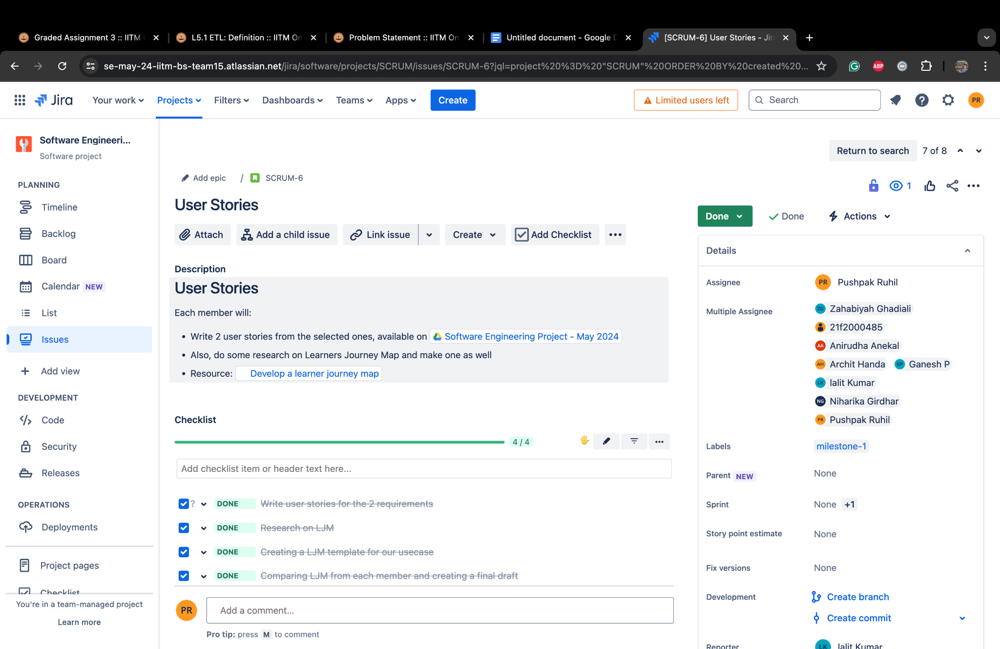 Graded Assignment 3 :: IITM
L5.1 ETL: Definition :: IITM On
Problem Statement :: IITM On
Untitled document - Google D
[SCRUM-6] User Stories - Jir
se-may-24-iitm-bs-team15.atlassian.net/jira/software/projects/SCRUM/issues/SCRUM-6?jql=project%20%3D%20"SCRUM"%20ORDER%20BY%20created%20...
ABP
Jira
Your work
Projects
Filters
Dashboards
Teams
Apps
Create
Limited users left
Search
PR
Software Engineeri...
Software project
PLANNING
Timeline
Backlog
Board
Calendar NEW
List
Issues
Add view
DEVELOPMENT
Code
Security
Releases
OPERATIONS
Deployments
Project pages
Checklist
You're in a team-managed project
Learn more
Return to search
7 of 8
Add epic / SCRUM-6
1
User Stories
Attach
Add a child issue
Link issue
Create
Add Checklist
Description
User Stories
Each member will:
• Write 2 user stories from the selected ones, available on Software Engineering Project - May 2024
• Also, do some research on Learners Journey Map and make one as well
• Resource: Develop a learner journey map
Checklist
4 / 4
Add checklist item or header text here...
? DONE Write user stories for the 2 requirements
DONE Research on LJM
DONE Creating a LJM template for our usecase
DONE Comparing LJM from each member and creating a final draft
PR Add a comment...
Pro tip: press M to comment
Done
Done
Actions
Details
Assignee
PR Pushpak Ruhil
Multiple Assignee
ZG Zahabiyah Ghadiali
21f2000485
AA Anirudha Anekal
AH Archit Handa GP Ganesh P
LK lalit Kumar
NG Niharika Girdhar
PR Pushpak Ruhil
Labels
milestone-1
Parent NEW
None
Sprint
None +1
Story point estimate
None
Fix versions
None
Development
Create branch
Create commit
Reporter
LK lalit Kumar